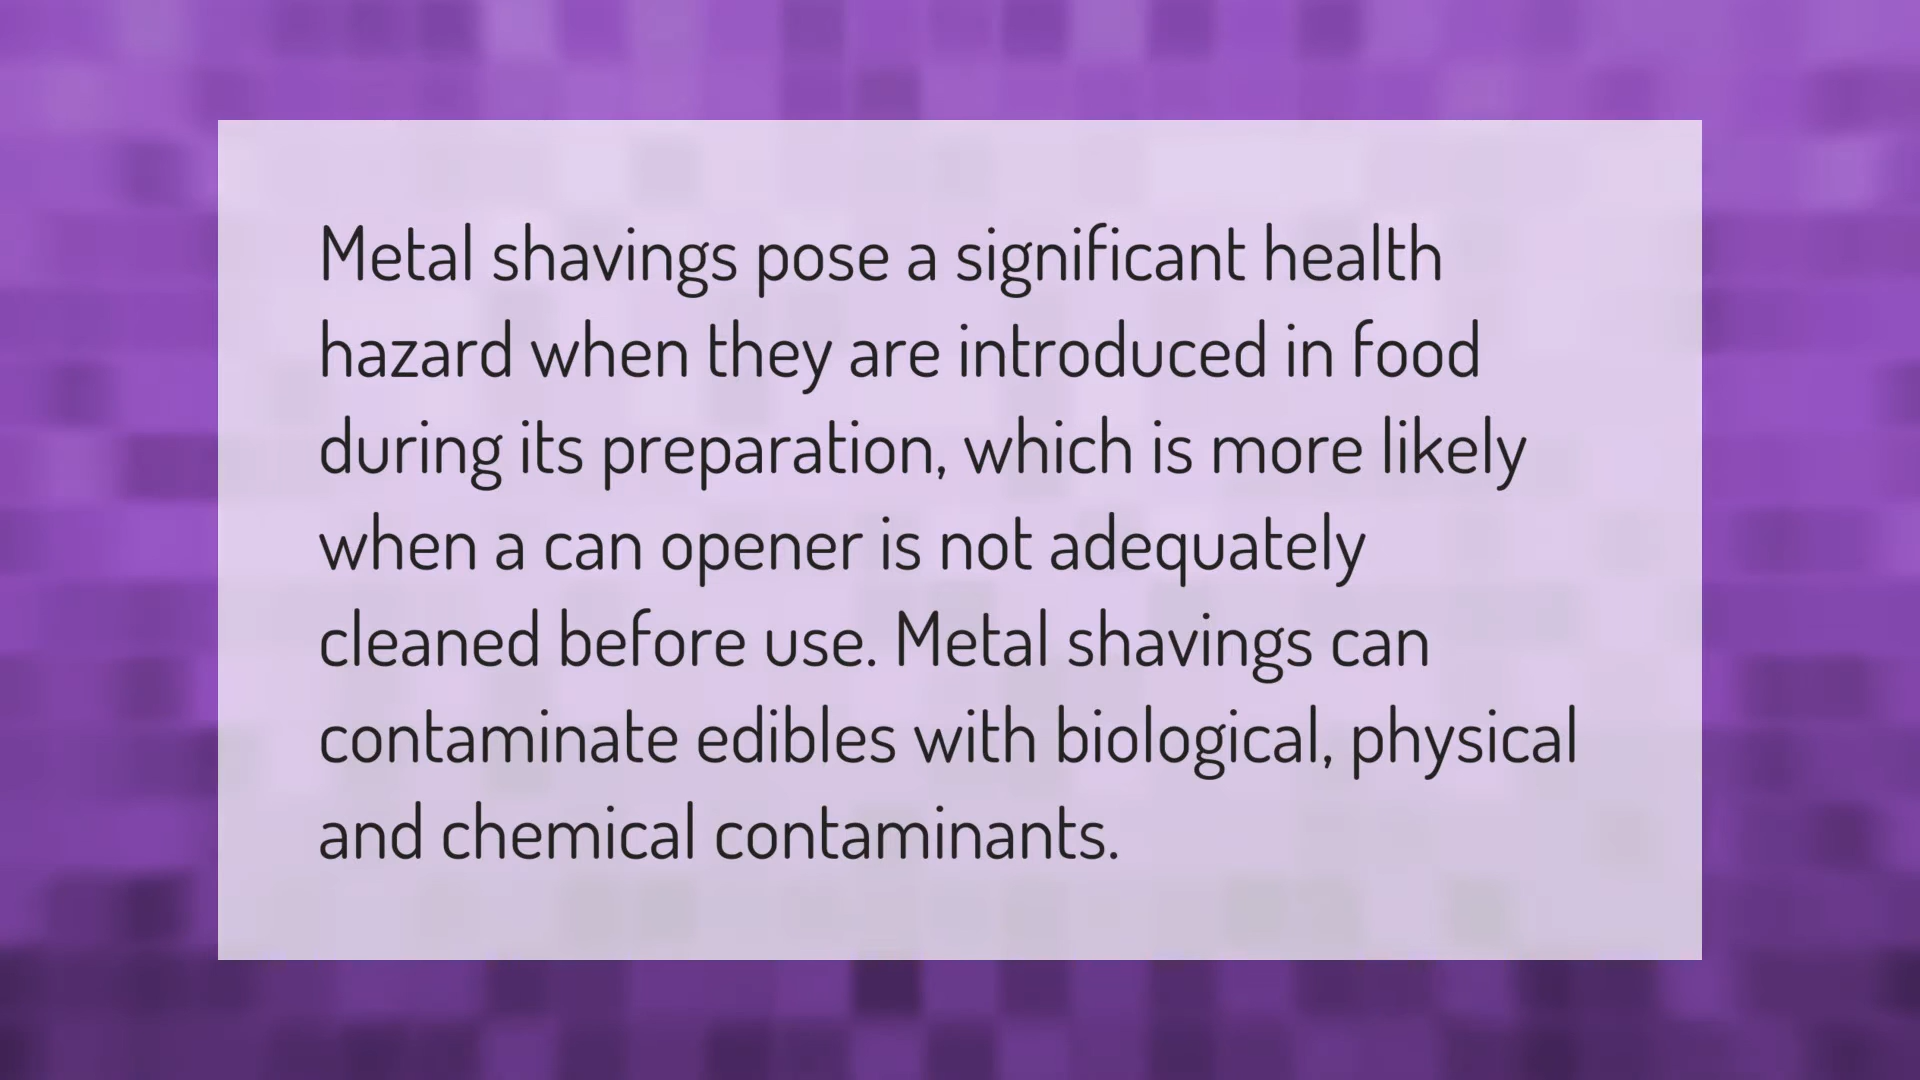 Metal shavings pose a significant health
hazard when they are introduced in food
during its preparation, which is more likely
when a can opener is not adequately
cleaned before use. Metal shavings can
contaminate edibles with biological, physical
and chemical contaminants.